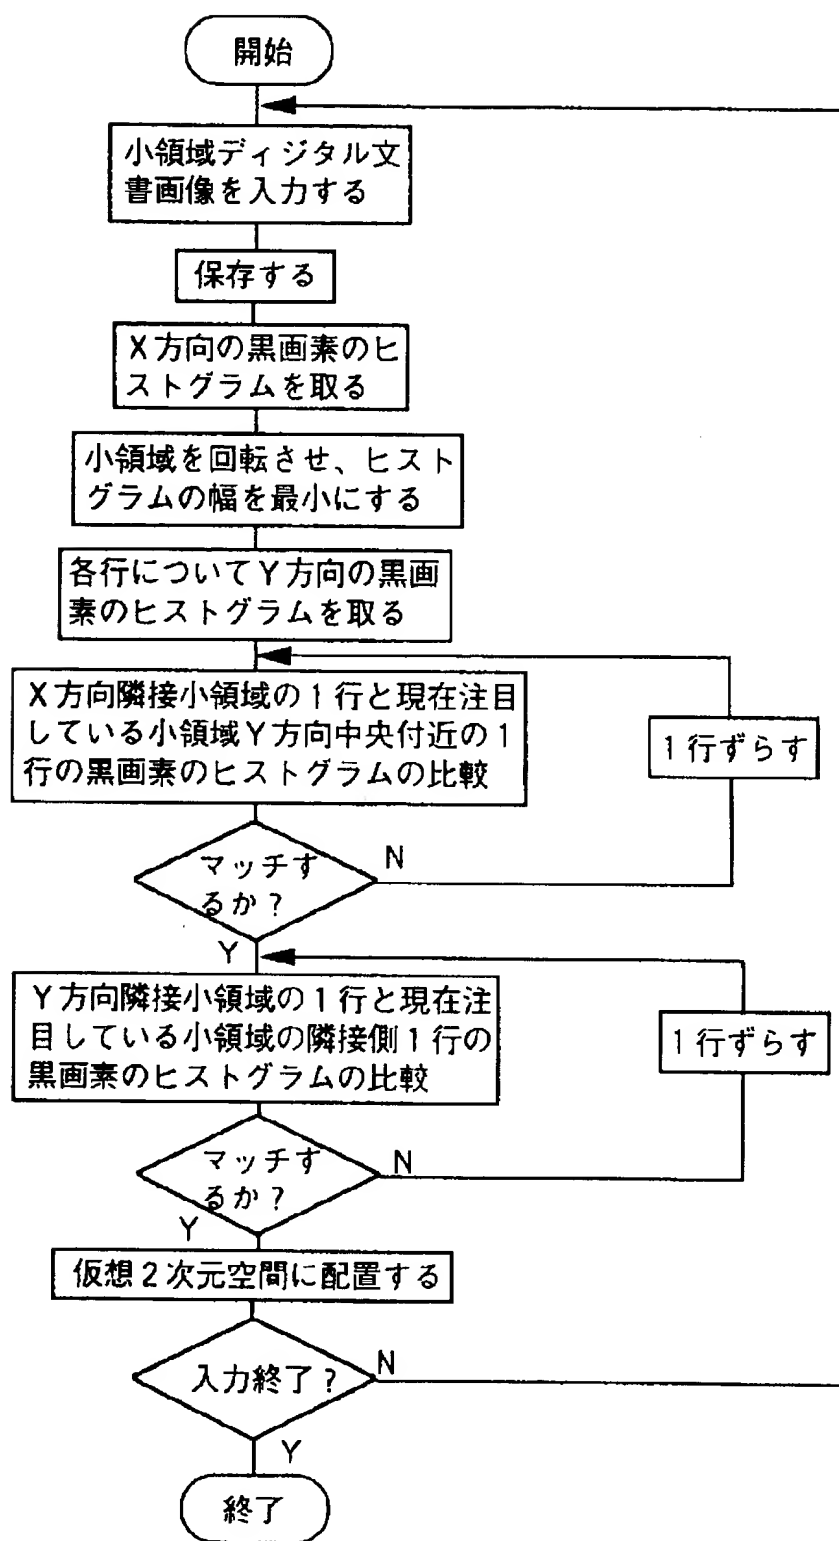 開始
小領域ディジタル文
書画像を入力する
保存する
X方向の黒画素のヒ
ストグラムを取る
小領域を回転させ、ヒスト
グラムの幅を最小にする
各行についてY方向の黒画
素のヒストグラムを取る
X方向隣接小領域の1行と現在注目
している小領域Y方向中央付近の1
行の黒画素のヒストグラムの比較
1行ずらす
マッチす
るか?
N
Y
Y方向隣接小領域の1行と現在注
目している小領域の隣接側1行の
黒画素のヒストグラムの比較
1行ずらす
マッチす
るか?
N
Y
仮想2次元空間に配置する
入力終了?
N
Y
終了